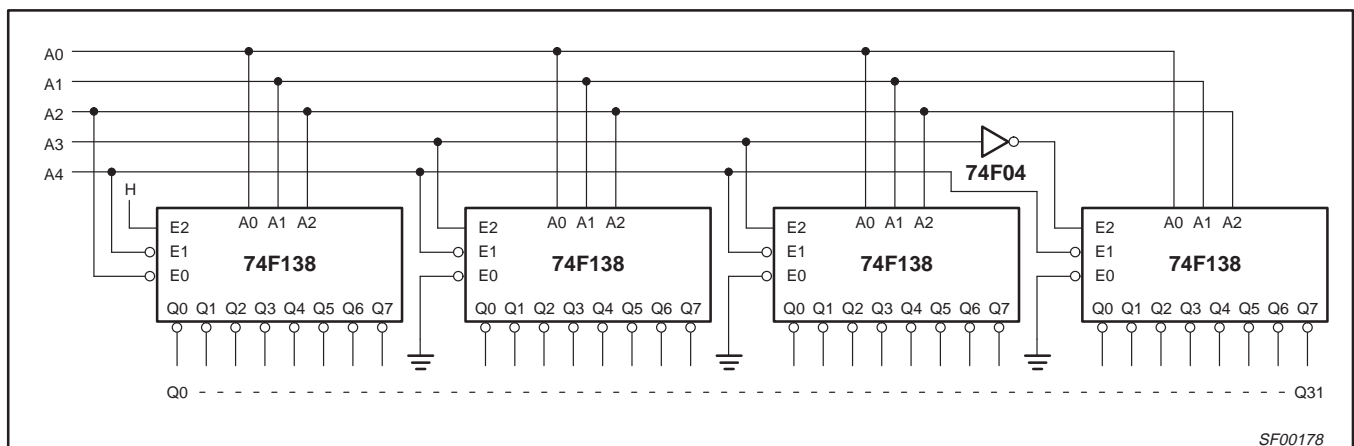 A0
A1
A2
A3
A4
H
74F04
E2 A0 A1 A2
E1
E0
74F138
Q0 Q1 Q2 Q3 Q4 Q5 Q6 Q7
E2 A0 A1 A2
E1
E0
74F138
Q0 Q1 Q2 Q3 Q4 Q5 Q6 Q7
E2 A0 A1 A2
E1
E0
74F138
Q0 Q1 Q2 Q3 Q4 Q5 Q6 Q7
E2 A0 A1 A2
E1
E0
74F138
Q0 Q1 Q2 Q3 Q4 Q5 Q6 Q7
Q0 Q31
SF00178